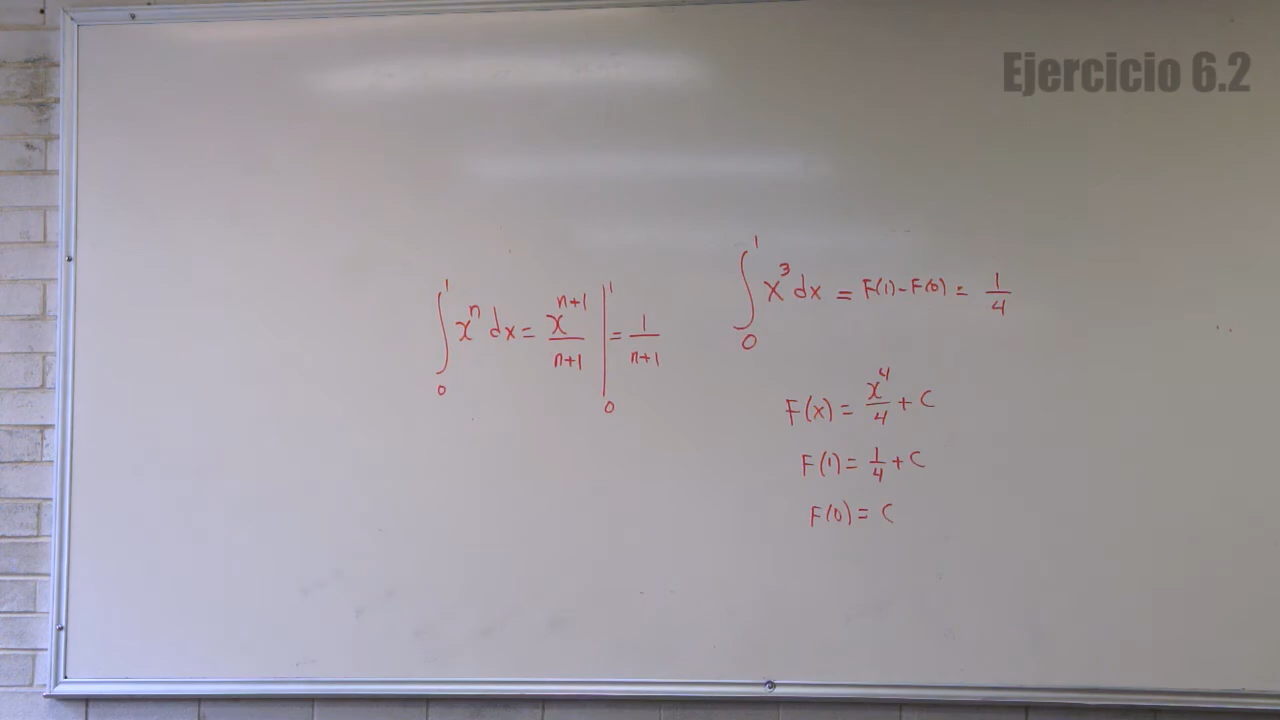 Ejercicio 6.2
∫₀¹ xⁿ dx = xⁿ⁺¹/(n+1) |₀¹ = 1/(n+1)
∫₀¹ x³ dx = F(1) - F(0) = 1/4
F(x) = x⁴/4 + C
F(1) = 1/4 + C
F(0) = C